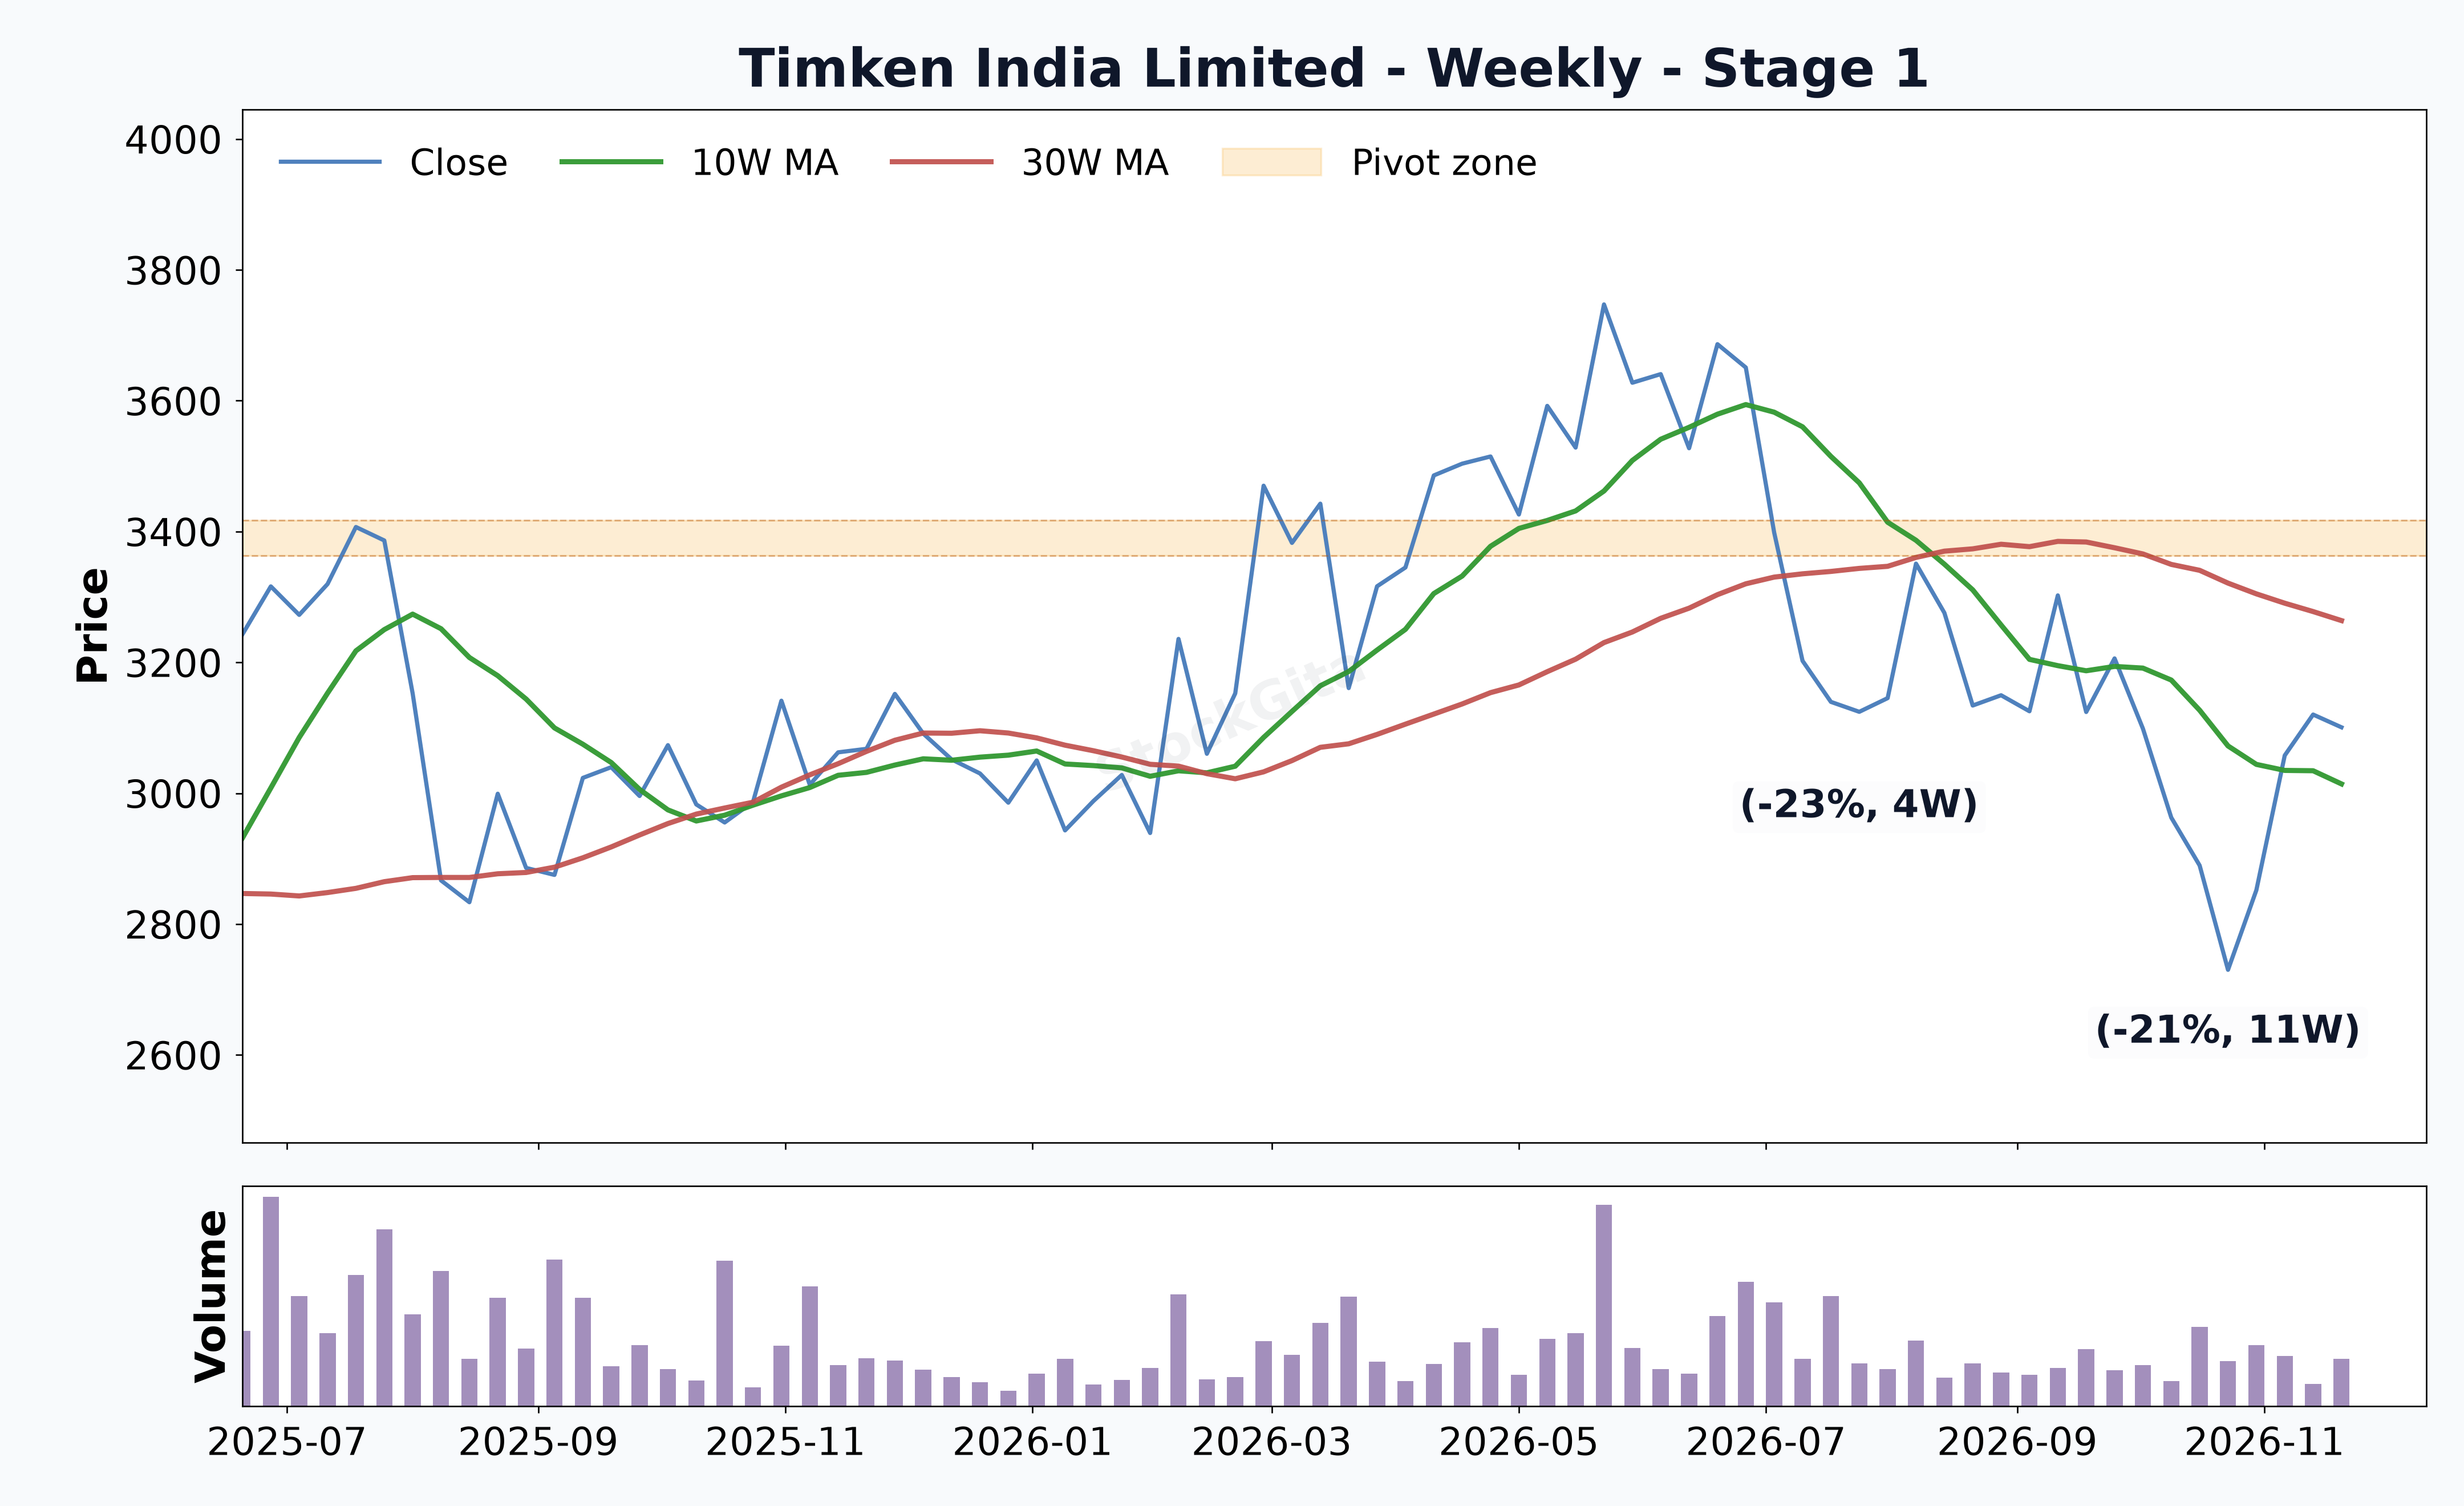 Timken India Limited - Weekly - Stage 1
Close
10W MA
30W MA
Pivot zone
Price
4000
3800
3600
3400
3200
3000
2800
2600
StockGita
(-23%, 4W)
(-21%, 11W)
Volume
2025-07
2025-09
2025-11
2026-01
2026-03
2026-05
2026-07
2026-09
2026-11